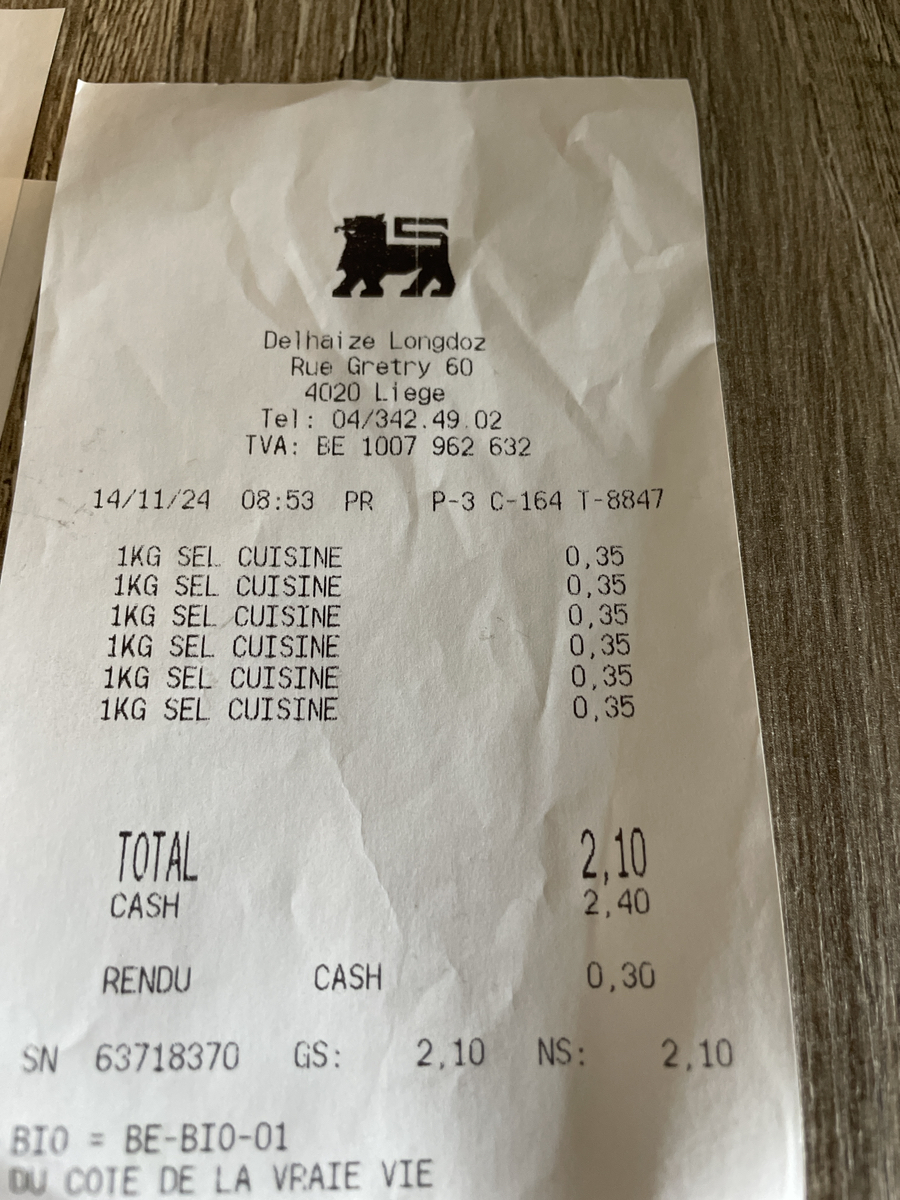 Delhaize Longdoz
Rue Gretry 60
4020 Liege
Tel: 04/342.49.02
TVA: BE 1007 962 632
14/11/24 08:53 PR P-3 C-164 T-8847
1KG SEL CUISINE 0,35
1KG SEL CUISINE 0,35
1KG SEL CUISINE 0,35
1KG SEL CUISINE 0,35
1KG SEL CUISINE 0,35
1KG SEL CUISINE 0,35
TOTAL 2,10
CASH 2,40
RENDU CASH 0,30
SN 63718370 GS: 2,10 NS: 2,10
BIO = BE-BIO-01
DU COTE DE LA VRAIE VIE